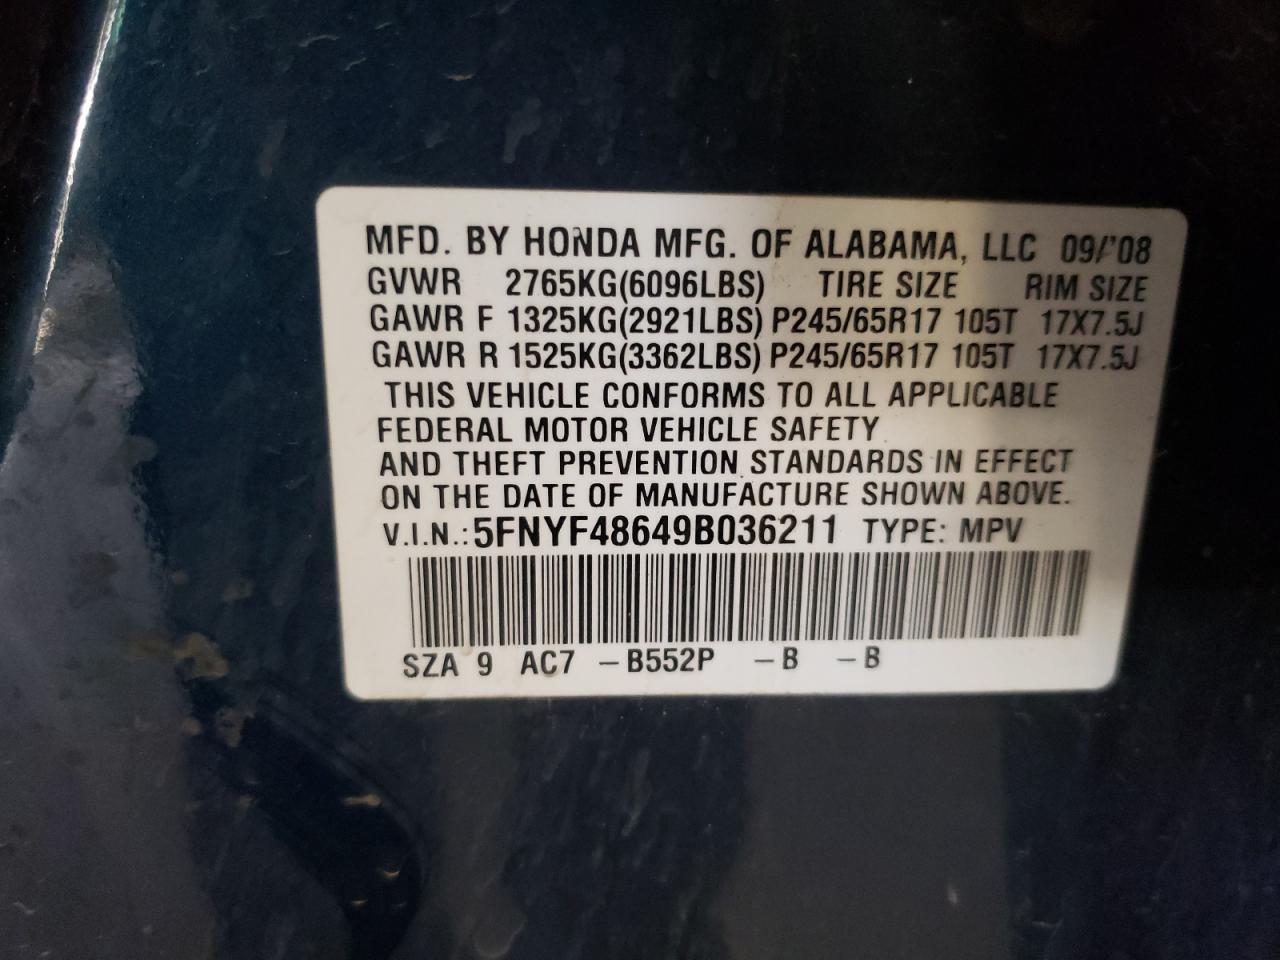 MFD. BY HONDA MFG. OF ALABAMA, LLC 09/'08
GVWR 2765KG(6096LBS) TIRE SIZE RIM SIZE
GAWR F 1325KG(2921LBS) P245/65R17 105T 17X7.5J
GAWR R 1525KG(3362LBS) P245/65R17 105T 17X7.5J
THIS VEHICLE CONFORMS TO ALL APPLICABLE
FEDERAL MOTOR VEHICLE SAFETY
AND THEFT PREVENTION STANDARDS IN EFFECT
ON THE DATE OF MANUFACTURE SHOWN ABOVE.
V.I.N.: 5FNYF48649B036211 TYPE: MPV
SZA 9 AC7 -B552P -B -B